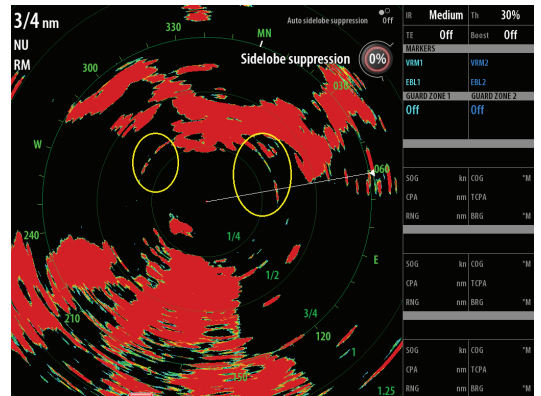 3/4 nm
NU
RM
Auto sidelobe suppression Off
Sidelobe suppression 0%
MN
330
300
030
W
060
240
E
210
120
150
1/4
1/2
3/4
1
1.25
IR Medium Th 30%
TE Off Boost Off
MARKERS
VRM1 VRM2
EBL1 EBL2
GUARD ZONE 1 GUARD ZONE 2
Off Off
SOG kn COG °M
CPA nm TCPA
RNG nm BRG °M
SOG kn COG °M
CPA nm TCPA
RNG nm BRG °M
SOG kn COG °M
CPA nm TCPA
RNG nm BRG °M